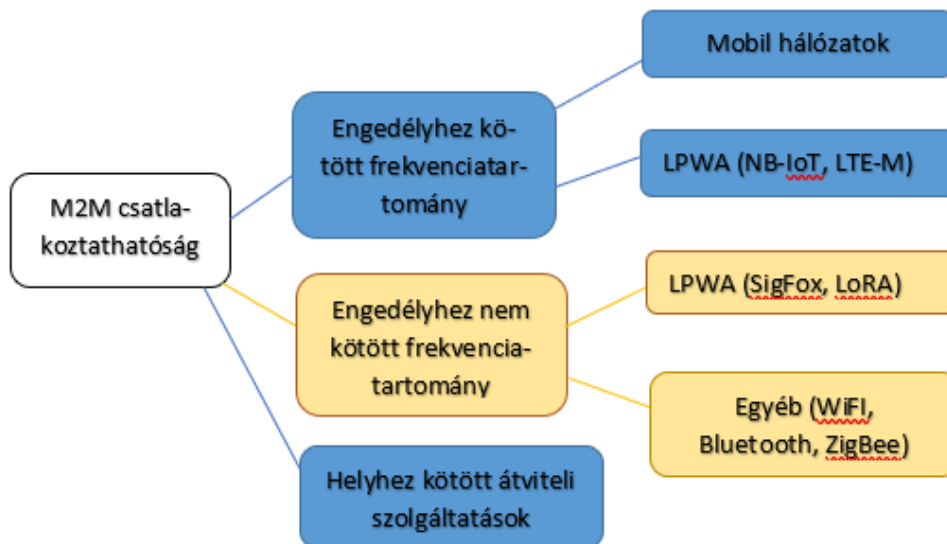 M2M csatla-
koztathatóság
Engedélyhez kö-
tött frekvenciatar-
tomány
Mobil hálózatok
LPWA (NB-IoT, LTE-M)
Engedélyhez nem
kötött frekvencia-
tartomány
LPWA (SigFox, LoRA)
Egyéb (WiFI,
Bluetooth, ZigBee)
Helyhez kötött átviteli
szolgáltatások